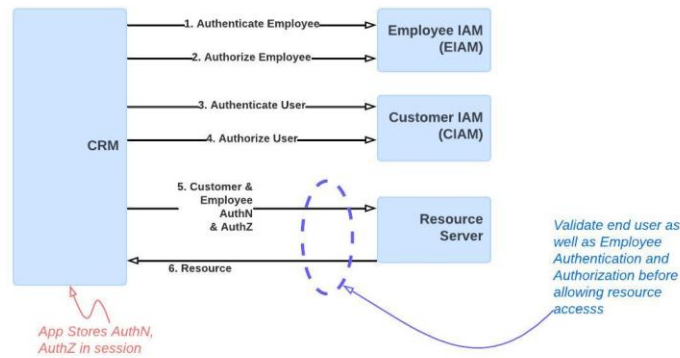 1. Authenticate Employee
Employee IAM
(EIAM)
2. Authorize Employee
3. Authenticate User
Customer IAM
(CIAM)
4. Authorize User
CRM
5. Customer &
Employee
AuthN
& AuthZ
Resource
Server
6. Resource
Validate end user as
well as Employee
Authentication and
Authorization before
allowing resource
accesss
App Stores AuthN,
AuthZ in session